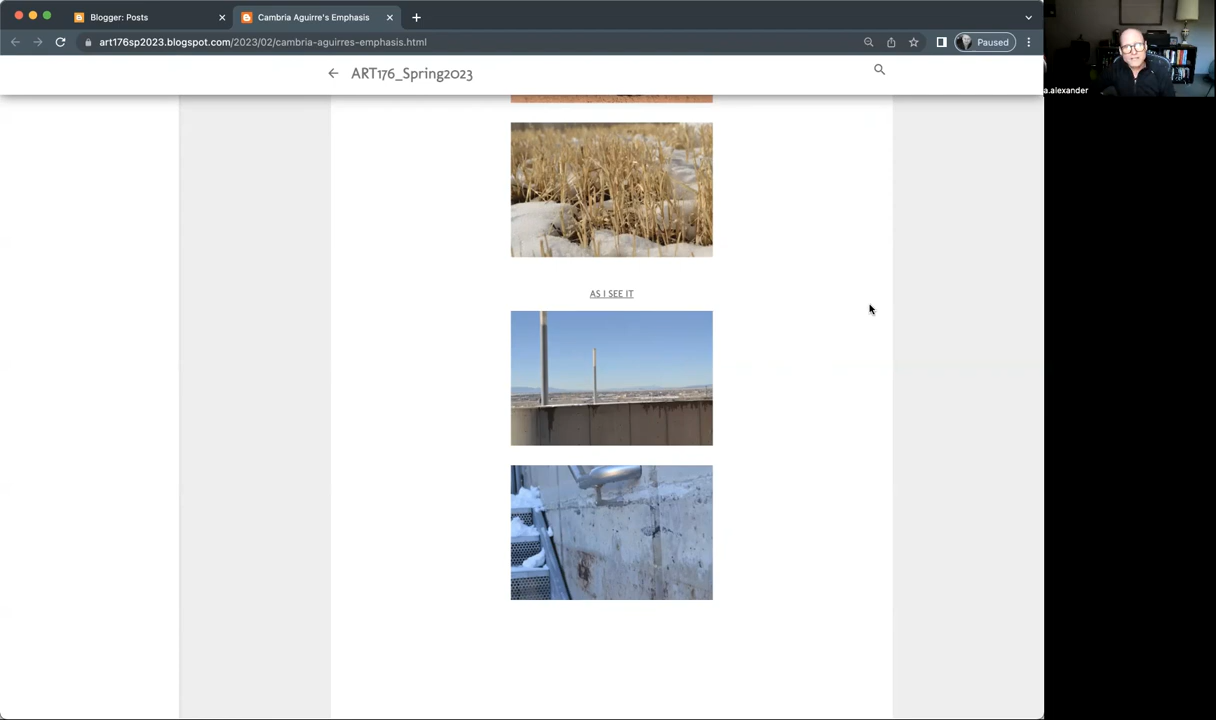 Blogger: Posts
Cambria Aguirre's Emphasis
art176sp2023.blogspot.com/2023/02/cambria-aguirres-emphasis.html
Paused
ART176_Spring2023
a.alexander
AS I SEE IT